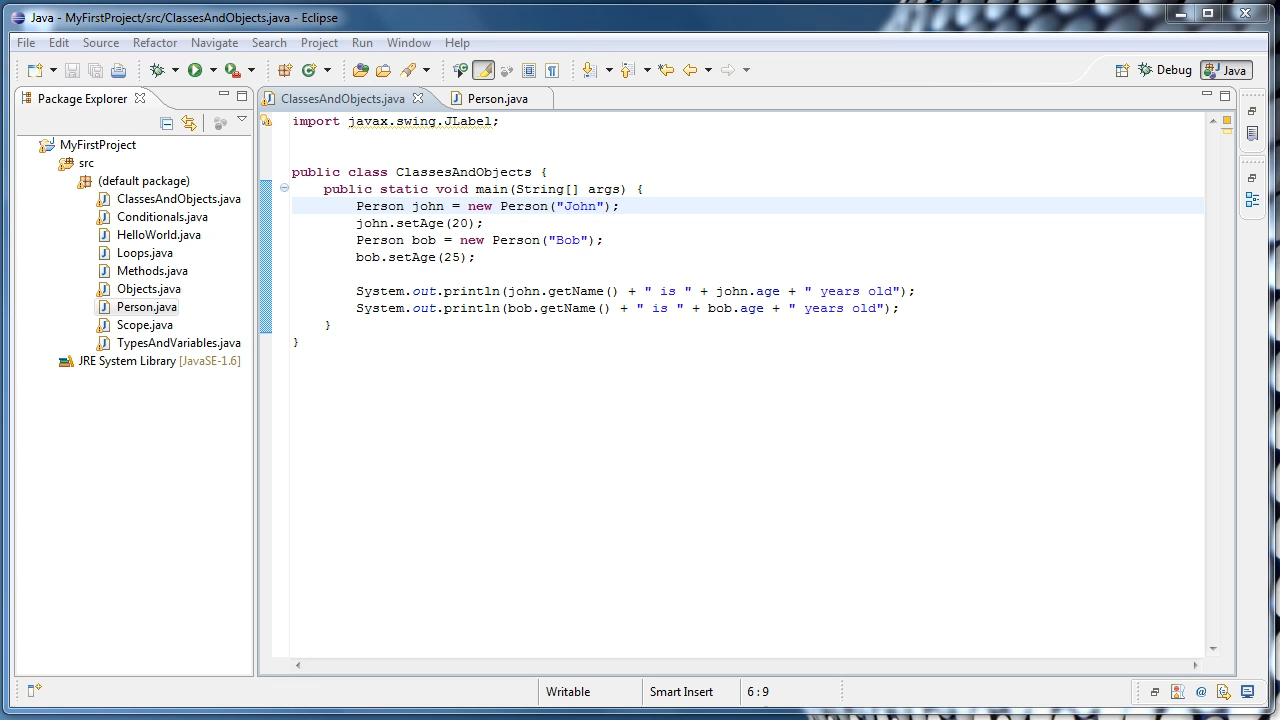 Java - MyFirstProject/src/ClassesAndObjects.java - Eclipse
File Edit Source Refactor Navigate Search Project Run Window Help
Debug Java
Package Explorer
ClassesAndObjects.java
Person.java
MyFirstProject
src
(default package)
ClassesAndObjects.java
Conditionals.java
HelloWorld.java
Loops.java
Methods.java
Objects.java
Person.java
Scope.java
TypesAndVariables.java
JRE System Library [JavaSE-1.6]
import javax.swing.JLabel;
public class ClassesAndObjects {
public static void main(String[] args) {
Person john = new Person("John");
john.setAge(20);
Person bob = new Person("Bob");
bob.setAge(25);
System.out.println(john.getName() + " is " + john.age + " years old");
System.out.println(bob.getName() + " is " + bob.age + " years old");
}
}
Writable Smart Insert 6:9